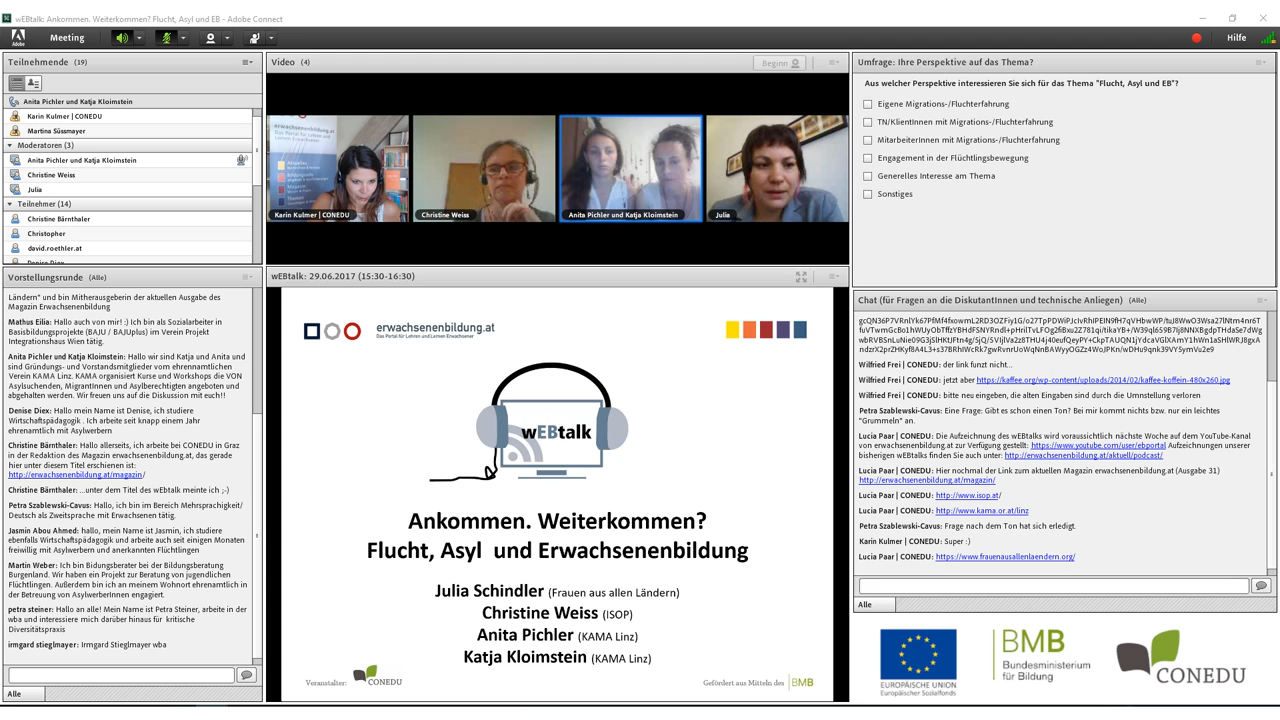 wEBtalk: Ankommen. Weiterkommen? Flucht, Asyl und EB - Adobe Connect
Adobe
Meeting
Hilfe
Teilnehmende (19)
Anita Pichler und Katja Kloimstein
Karin Kulmer | CONEDU
Martina Süssmayer
Moderatoren (3)
Anita Pichler und Katja Kloimstein
Christine Weiss
Julia
Teilnehmer (14)
Christine Bärnthaler
Christopher
david.roethler.at
Denise Diex
Video (4)
Beginn
erwachsenenbildung.at
Karin Kulmer | CONEDU
Christine Weiss
Anita Pichler und Katja Kloimstein
Julia
Umfrage: Ihre Perspektive auf das Thema?
Aus welcher Perspektive interessieren Sie sich für das Thema "Flucht, Asyl und EB"?
Eigene Migrations-/Fluchterfahrung
TN/KlientInnen mit Migrations-/Fluchterfahrung
MitarbeiterInnen mit Migrations-/Fluchterfahrung
Engagement in der Flüchtlingsbewegung
Generelles Interesse am Thema
Sonstiges
Vorstellungsrunde (Alle)
Ländern" und bin Mitherausgeberin der aktuellen Ausgabe des
Magazin Erwachsenenbildung
Mathus Eilia: Hallo auch von mir! :) Ich bin als Sozialarbeiter in
Basisbildungsprojekte (BAJU / BAJUplus) im Verein Projekt
Integrationshaus Wien tätig.
Anita Pichler und Katja Kloimstein: Hallo wir sind Katja und Anita und
sind Gründungs- und Vorstandsmitglieder vom ehrenamtlichen
Verein KAMA Linz. KAMA organisiert Kurse und Workshops die VON
Asylsuchenden, MigrantInnen und Asylberechtigten angeboten und
abgehalten werden. Wir freuen uns auf die Diskussion mit euch!!
Denise Diex: Hallo mein Name ist Denise, ich studiere
Wirtschaftspädagogik . Ich arbeite seit knapp einem Jahr
ehrenamtlich mit Asylwerbern
Christine Bärnthaler: Hallo allerseits, ich arbeite bei CONEDU in Graz
in der Redaktion des Magazin erwachsenenbildung.at, das gerade
hier unter diesem Titel erschienen ist:
http://erwachsenenbildung.at/magazin/
Christine Bärnthaler: ...unter dem Titel des wEbtalk meinte ich ;-)
Petra Szablewski-Cavus: Hallo, ich bin im Bereich Mehrsprachigkeit/
Deutsch als Zweitsprache mit Erwachsenen tätig.
Jasmin Abou Ahmed: hallo, mein Name ist Jasmin, ich studiere
ebenfalls Wirtschaftspädagogik und arbeite auch seit einigen Monaten
freiwillig mit Asylwerbern und anerkannten Flüchtlingen
Martin Weber: Ich bin Bidungsberater bei der Bildungsberatung
Burgenland. Wir haben ein Projekt zur Beratung von jugendlichen
Flüchtlingen. Außerdem bin ich an meinem Wohnort ehrenamtlich in
der Betreuung von AsylwerberInnen engagiert.
petra steiner: Hallo an alle! Mein Name ist Petra Steiner, arbeite in der
wba und interessiere mich darüber hinaus für kritische
Diversitätspraxis
irmgard stieglmayer: Irmgard Stieglmayer wba
Alle
wEBtalk: 29.06.2017 (15:30-16:30)
erwachsenenbildung.at
Das Portal für Lehren und Lernen Erwachsener
wEBtalk
Ankommen. Weiterkommen?
Flucht, Asyl und Erwachsenenbildung
Julia Schindler (Frauen aus allen Ländern)
Christine Weiss (ISOP)
Anita Pichler (KAMA Linz)
Katja Kloimstein (KAMA Linz)
Veranstalter: CONEDU
Gefördert aus Mitteln des BMB
Chat (für Fragen an die DiskutantInnen und technische Anliegen) (Alle)
Wilfried Frei | CONEDU: der link funzt nicht...
Wilfried Frei | CONEDU: jetzt aber https://kaffee.org/wp-content/uploads/2014/02/kaffee-koffein-480x260.jpg
Wilfried Frei | CONEDU: bitte neu eingeben, die alten Eingaben sind durch die Umnstellung verloren
Petra Szablewski-Cavus: Eine Frage: Gibt es schon einen Ton? Bei mir kommt nichts bzw. nur ein leichtes
"Grummeln" an.
Lucia Paar | CONEDU: Die Aufzeichnung des wEBtalks wird voraussichtlich nächste Woche auf dem YouTube-Kanal
von erwachsenenbildung.at zur Verfügung gestellt: https://www.youtube.com/user/ebportal Aufzeichnungen unserer
bisherigen wEBtalks finden Sie auch unter: http://erwachsenenbildung.at/aktuell/podcast/
Lucia Paar | CONEDU: Hier nochmal der Link zum aktuellen Magazin erwachsenenbildung.at (Ausgabe 31)
http://erwachsenenbildung.at/magazin/
Lucia Paar | CONEDU: http://www.isop.at/
Lucia Paar | CONEDU: http://www.kama.or.at/linz
Petra Szablewski-Cavus: Frage nach dem Ton hat sich erledigt.
Karin Kulmer | CONEDU: Super :)
Lucia Paar | CONEDU: https://www.frauenausallenlaendern.org/
Alle
EUROPÄISCHE UNION
Europäischer Sozialfonds
BMB
Bundesministerium
für Bildung
CONEDU